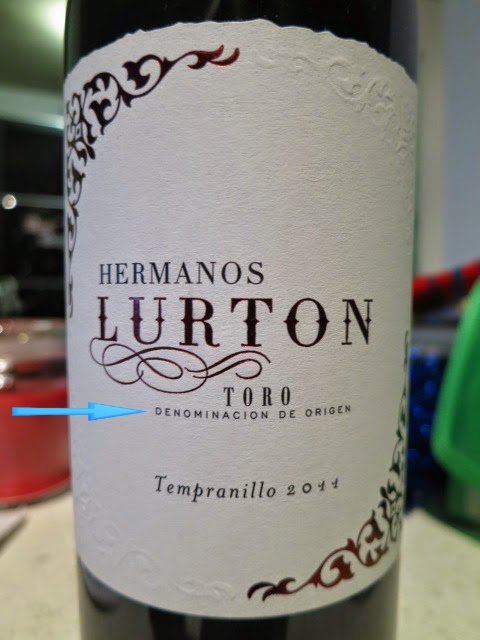 HERMANOS
LURTON
TORO
DENOMINACION DE ORIGEN
Tempranillo 2011